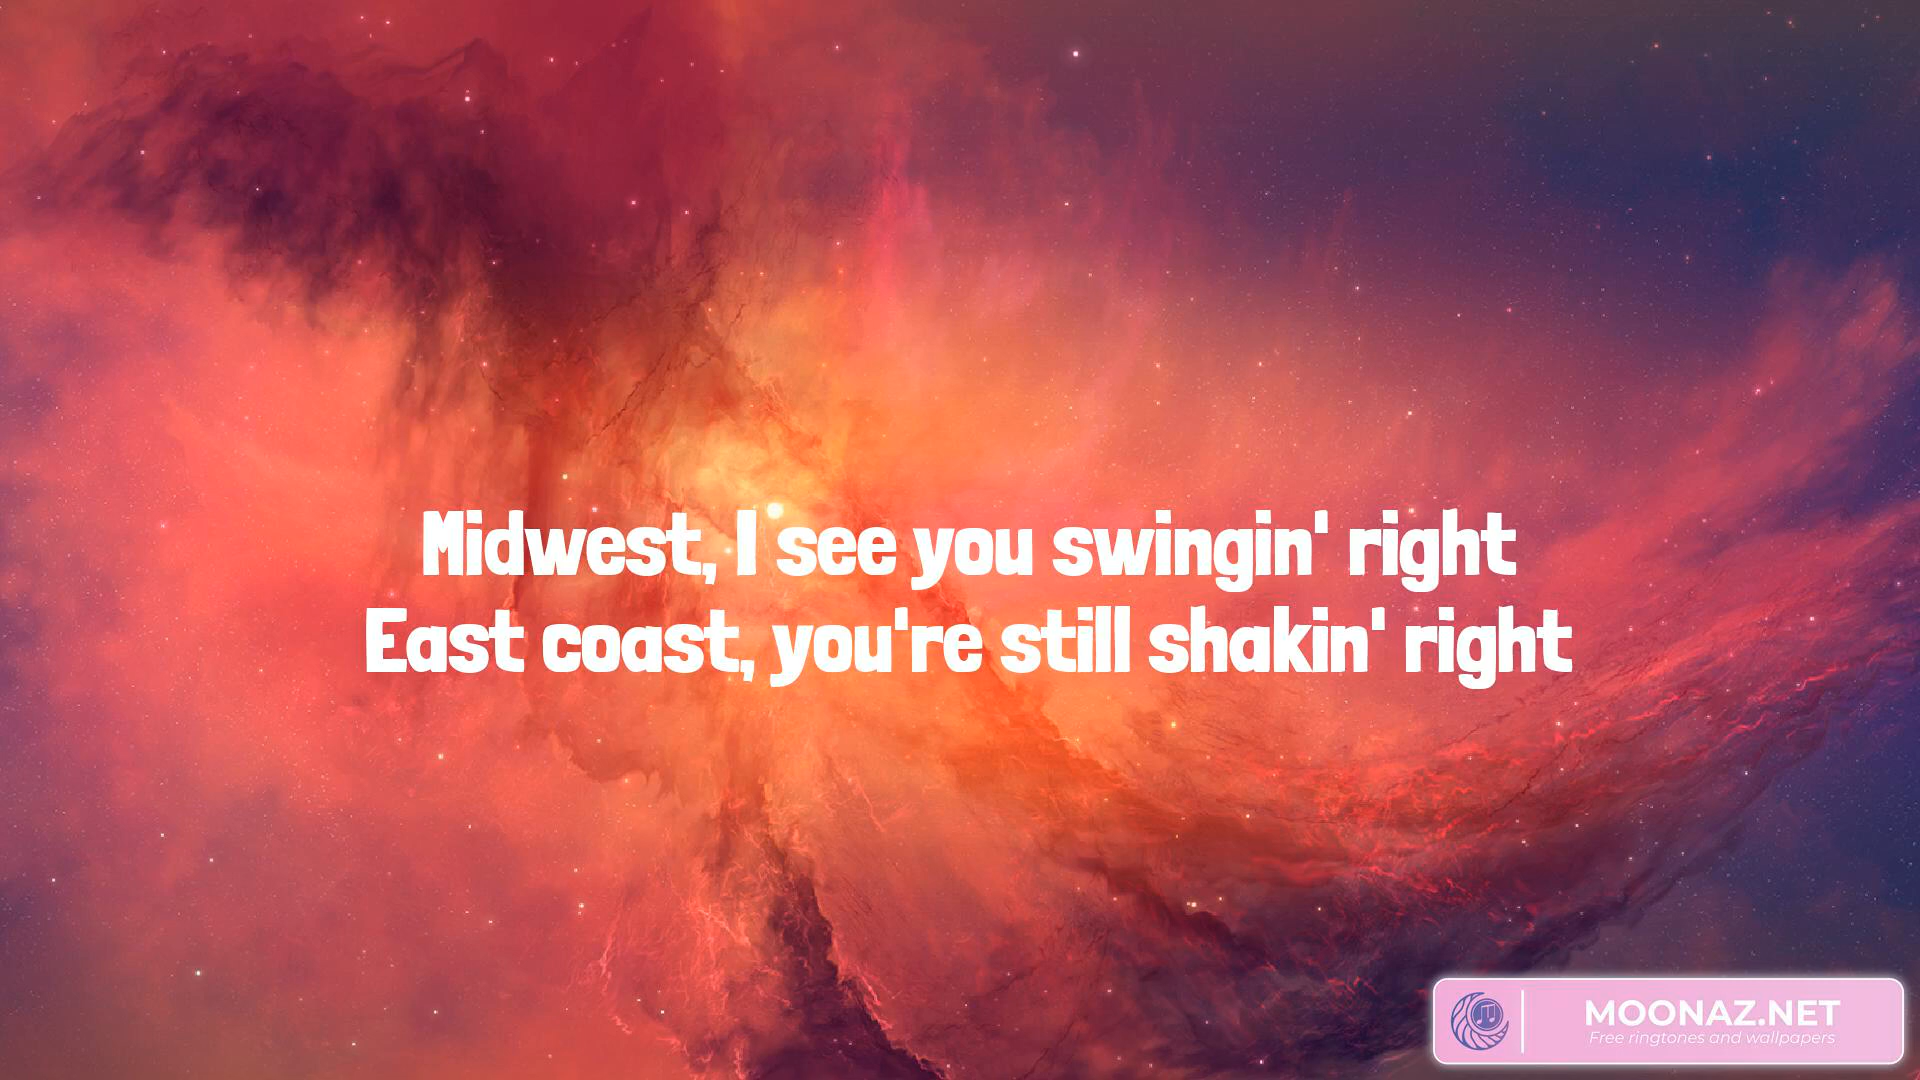 Midwest, I see you swingin' right
East coast, you're still shakin' right
MOONAZ.NET
Free ringtones and wallpapers